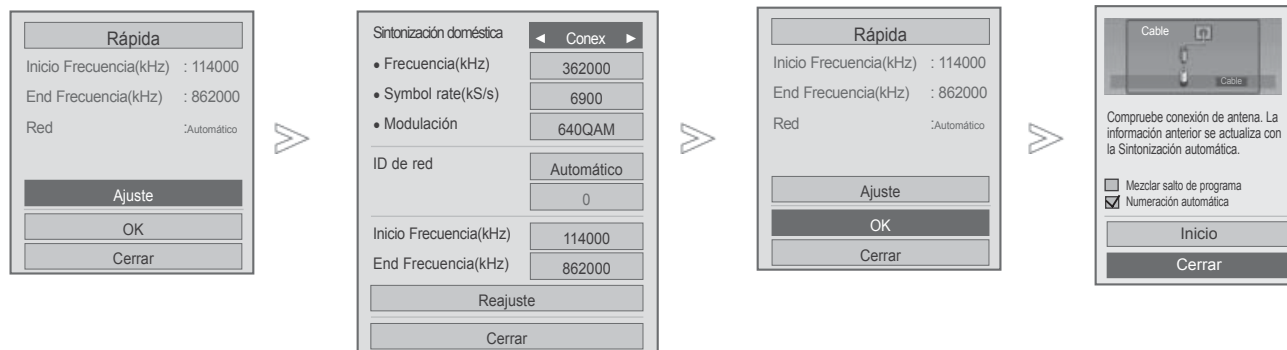 Rápida
Inicio Frecuencia(kHz) : 114000
End Frecuencia(kHz) : 862000
Red :Automático
Ajuste
OK
Cerrar
Sintonización doméstica ◄ Conex ►
• Frecuencia(kHz) 362000
• Symbol rate(kS/s) 6900
• Modulación 640QAM
ID de red Automático
0
Inicio Frecuencia(kHz) 114000
End Frecuencia(kHz) 862000
Reajuste
Cerrar
Rápida
Inicio Frecuencia(kHz) : 114000
End Frecuencia(kHz) : 862000
Red :Automático
Ajuste
OK
Cerrar
Cable
Cable
Compruebe conexión de antena. La
información anterior se actualiza con
la Sintonización automática.
Mezclar salto de programa
Numeración automática
Inicio
Cerrar